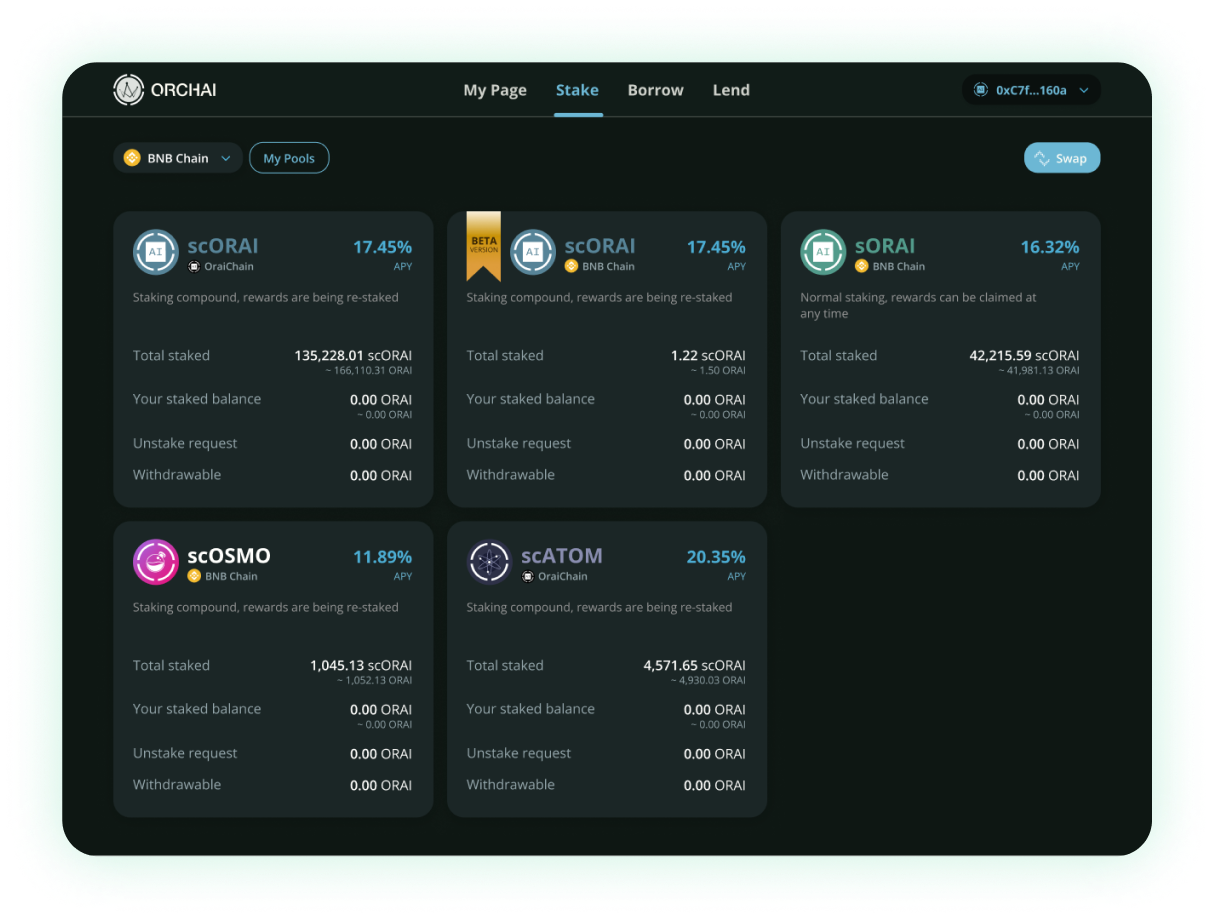 ORCHAI
My Page Stake Borrow Lend
0xC7f...160a
BNB Chain My Pools
Swap
AI
scORAI
OraiChain
17.45%
APY
Staking compound, rewards are being re-staked
Total staked 135,228.01 scORAI
~ 166,110.31 ORAI
Your staked balance 0.00 ORAI
~ 0.00 ORAI
Unstake request 0.00 ORAI
Withdrawable 0.00 ORAI
BETA
VERSION
AI
scORAI
BNB Chain
17.45%
APY
Staking compound, rewards are being re-staked
Total staked 1.22 scORAI
~ 1.50 ORAI
Your staked balance 0.00 ORAI
~ 0.00 ORAI
Unstake request 0.00 ORAI
Withdrawable 0.00 ORAI
AI
sORAI
BNB Chain
16.32%
APY
Normal staking, rewards can be claimed at
any time
Total staked 42,215.59 scORAI
~ 41,981.13 ORAI
Your staked balance 0.00 ORAI
~ 0.00 ORAI
Unstake request 0.00 ORAI
Withdrawable 0.00 ORAI
scOSMO
BNB Chain
11.89%
APY
Staking compound, rewards are being re-staked
Total staked 1,045.13 scORAI
~ 1,052.13 ORAI
Your staked balance 0.00 ORAI
~ 0.00 ORAI
Unstake request 0.00 ORAI
Withdrawable 0.00 ORAI
scATOM
OraiChain
20.35%
APY
Staking compound, rewards are being re-staked
Total staked 4,571.65 scORAI
~ 4,930.03 ORAI
Your staked balance 0.00 ORAI
~ 0.00 ORAI
Unstake request 0.00 ORAI
Withdrawable 0.00 ORAI